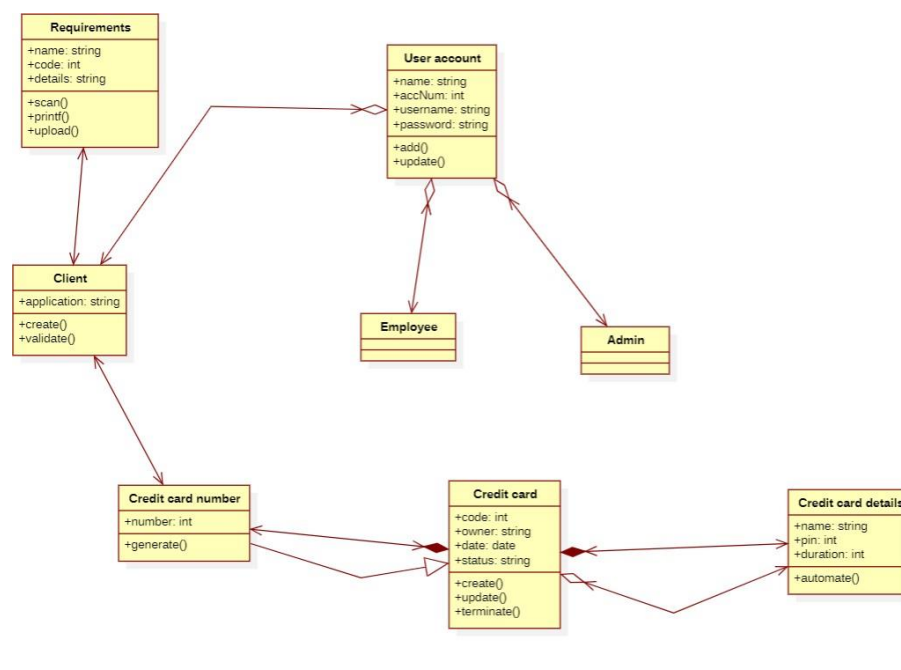 Requirements
+name: string
+code: int
+details: string
+scan()
+printf()
+upload()
User account
+name: string
+accNum: int
+username: string
+password: string
+add()
+update()
Client
+application: string
+create()
+validate()
Employee
Admin
Credit card number
+number: int
+generate()
Credit card
+code: int
+owner: string
+date: date
+status: string
+create()
+update()
+terminate()
Credit card details
+name: string
+pin: int
+duration: int
+automate()